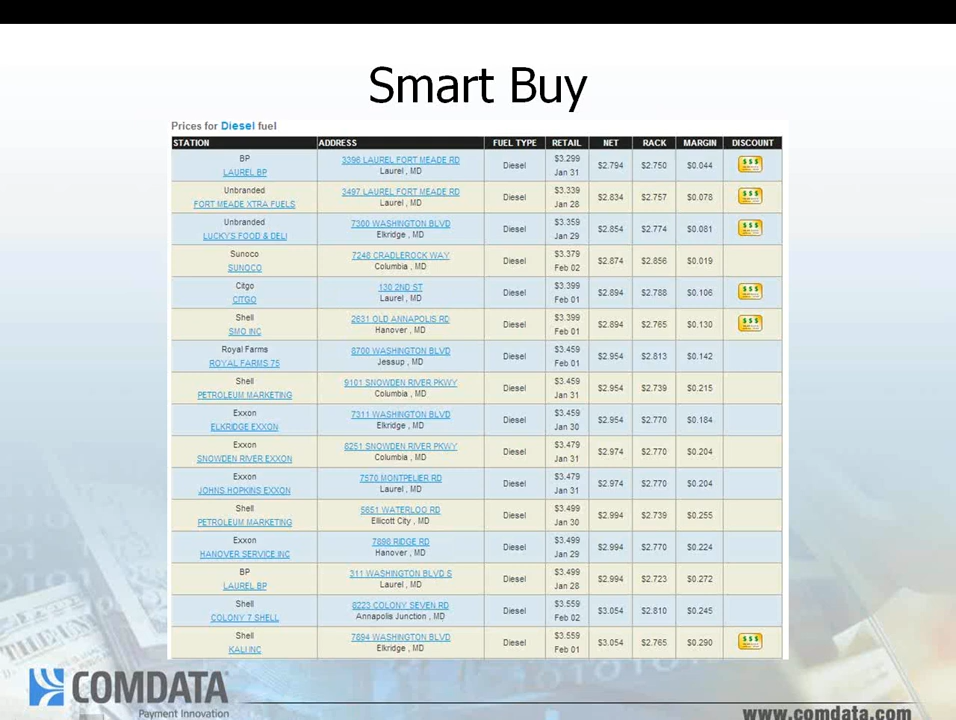 Smart Buy
Prices for Diesel fuel
STATION ADDRESS FUEL TYPE RETAIL NET RACK MARGIN DISCOUNT
BP
LAUREL BP
3396 LAUREL FORT MEADE RD
Laurel , MD
Diesel
$3.299
Jan 31
$2.794 $2.750 $0.044
$$$
Unbranded
FORT MEADE XTRA FUELS
3497 LAUREL FORT MEADE RD
Laurel , MD
Diesel
$3.339
Jan 28
$2.834 $2.757 $0.078
$$$
Unbranded
LUCKY'S FOOD & DELI
7300 WASHINGTON BLVD
Elkridge , MD
Diesel
$3.359
Jan 29
$2.854 $2.774 $0.081
$$$
Sunoco
SUNOCO
7248 CRADLEROCK WAY
Columbia , MD
Diesel
$3.379
Feb 02
$2.874 $2.856 $0.019
Citgo
CITGO
130 2ND ST
Laurel , MD
Diesel
$3.399
Feb 01
$2.894 $2.788 $0.106
$$$
Shell
SMO INC
2631 OLD ANNAPOLIS RD
Hanover , MD
Diesel
$3.399
Feb 01
$2.894 $2.765 $0.130
$$$
Royal Farms
ROYAL FARMS 75
8700 WASHINGTON BLVD
Jessup , MD
Diesel
$3.459
Feb 01
$2.954 $2.813 $0.142
Shell
PETROLEUM MARKETING
9101 SNOWDEN RIVER PKWY
Columbia , MD
Diesel
$3.459
Jan 31
$2.954 $2.739 $0.215
Exxon
ELKRIDGE EXXON
7311 WASHINGTON BLVD
Elkridge , MD
Diesel
$3.459
Jan 30
$2.954 $2.770 $0.184
Exxon
SNOWDEN RIVER EXXON
8251 SNOWDEN RIVER PKWY
Columbia , MD
Diesel
$3.479
Jan 31
$2.974 $2.770 $0.204
Exxon
JOHNS HOPKINS EXXON
7570 MONTPELIER RD
Laurel , MD
Diesel
$3.479
Jan 31
$2.974 $2.770 $0.204
Shell
PETROLEUM MARKETING
5651 WATERLOO RD
Ellicott City , MD
Diesel
$3.499
Jan 30
$2.994 $2.739 $0.255
Exxon
HANOVER SERVICE INC
7898 RIDGE RD
Hanover , MD
Diesel
$3.499
Jan 29
$2.994 $2.770 $0.224
BP
LAUREL BP
311 WASHINGTON BLVD S
Laurel , MD
Diesel
$3.499
Jan 28
$2.994 $2.723 $0.272
Shell
COLONY 7 SHELL
8223 COLONY SEVEN RD
Annapolis Junction , MD
Diesel
$3.559
Feb 02
$3.054 $2.810 $0.245
Shell
KALI INC
7894 WASHINGTON BLVD
Elkridge , MD
Diesel
$3.559
Feb 01
$3.054 $2.765 $0.290
$$$
COMDATA
Payment Innovation
www.comdata.com